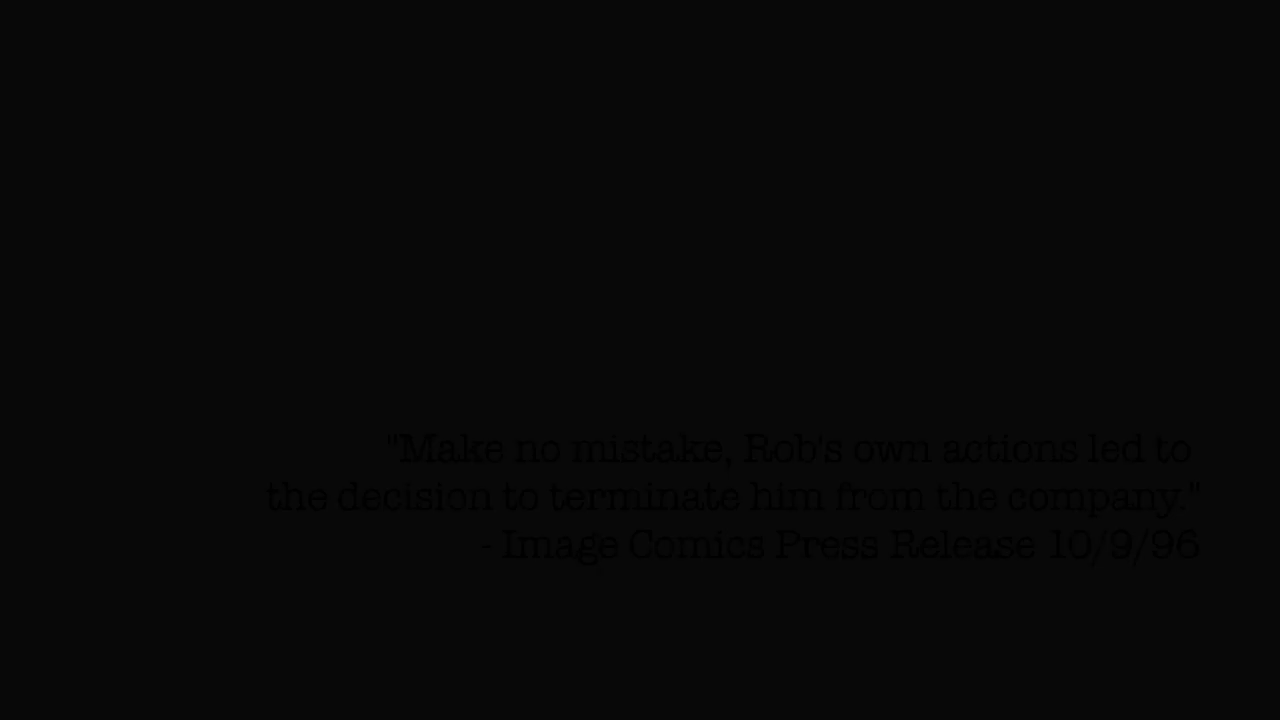 "Make no mistake, Rob's own actions led to
the decision to terminate him from the company."
- Image Comics Press Release 10/9/96